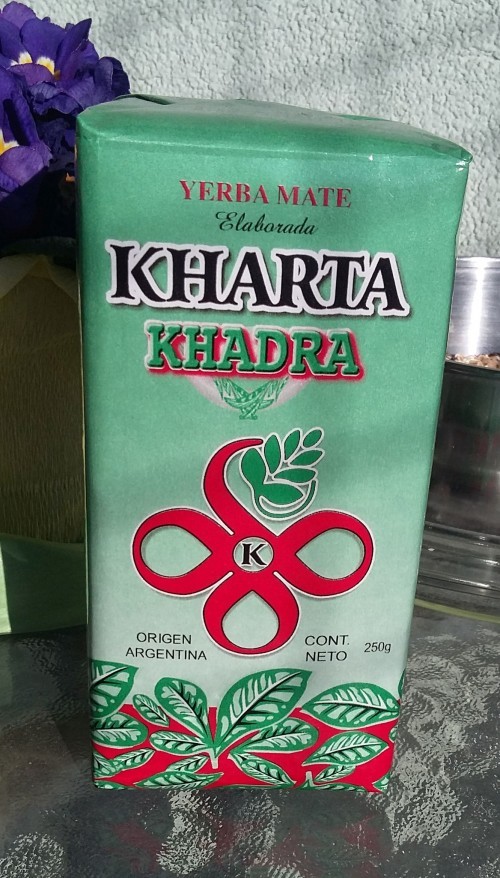 YERBA MATE
Elaborada
KHARTA
KHADRA
K
ORIGEN
ARGENTINA
CONT.
NETO 250g